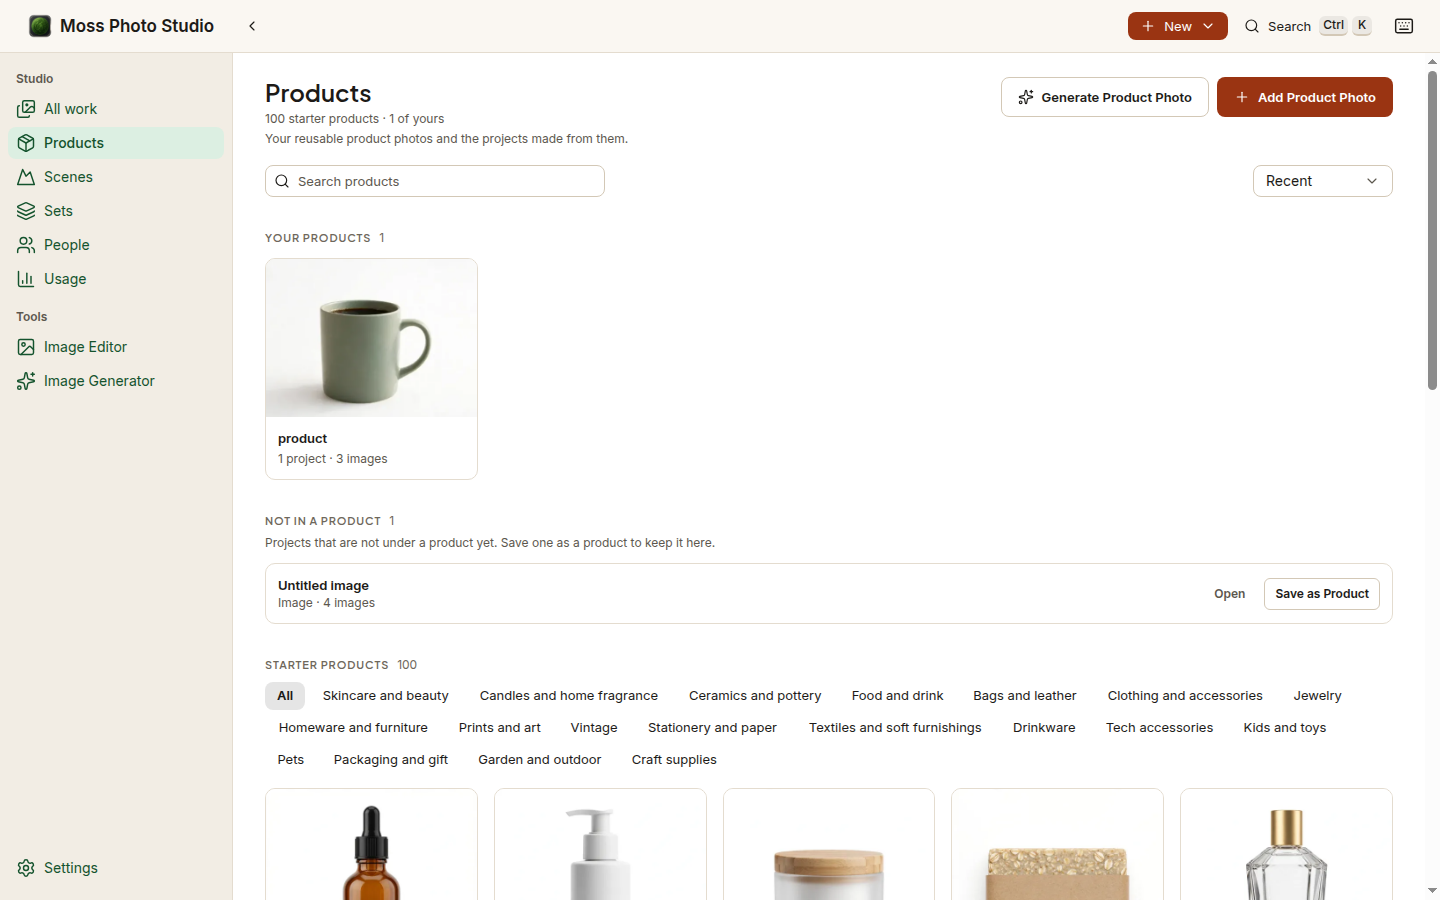 Moss Photo Studio
New
Search Ctrl K
Studio
All work
Products
Scenes
Sets
People
Usage
Tools
Image Editor
Image Generator
Settings
Products
100 starter products · 1 of yours
Your reusable product photos and the projects made from them.
Generate Product Photo
Add Product Photo
Search products
Recent
YOUR PRODUCTS 1
product
1 project · 3 images
NOT IN A PRODUCT 1
Projects that are not under a product yet. Save one as a product to keep it here.
Untitled image
Image · 4 images
Open
Save as Product
STARTER PRODUCTS 100
All Skincare and beauty Candles and home fragrance Ceramics and pottery Food and drink Bags and leather Clothing and accessories Jewelry
Homeware and furniture Prints and art Vintage Stationery and paper Textiles and soft furnishings Drinkware Tech accessories Kids and toys
Pets Packaging and gift Garden and outdoor Craft supplies